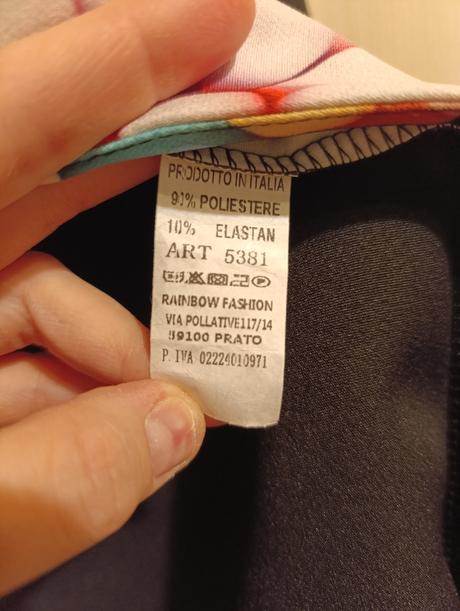 PRODOTTO IN ITALIA
90% POLIESTERE
10% ELASTAN
ART 5381
RAINBOW FASHION
VIA POLLATIVE117/14
59100 PRATO
P. IVA 02224010971